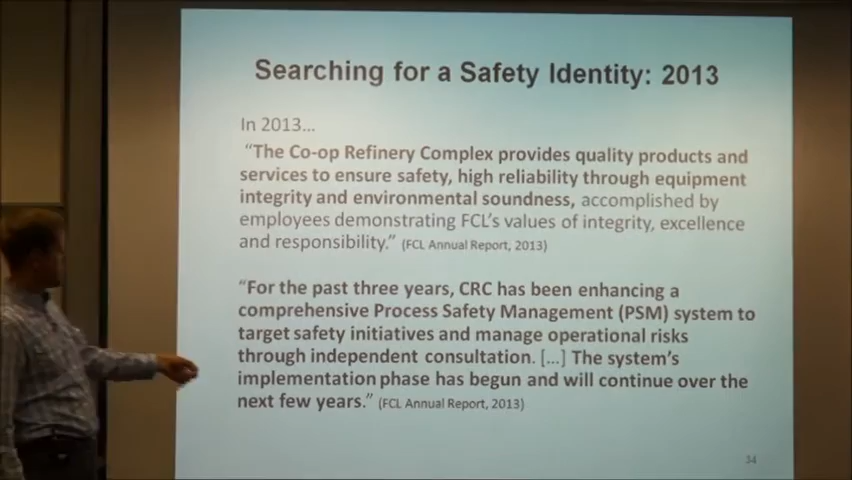 Searching for a Safety Identity: 2013
In 2013...
"The Co-op Refinery Complex provides quality products and
services to ensure safety, high reliability through equipment
integrity and environmental soundness, accomplished by
employees demonstrating FCL's values of integrity, excellence
and responsibility." (FCL Annual Report, 2013)
"For the past three years, CRC has been enhancing a
comprehensive Process Safety Management (PSM) system to
target safety initiatives and manage operational risks
through independent consultation. [...] The system's
implementation phase has begun and will continue over the
next few years." (FCL Annual Report, 2013)
34